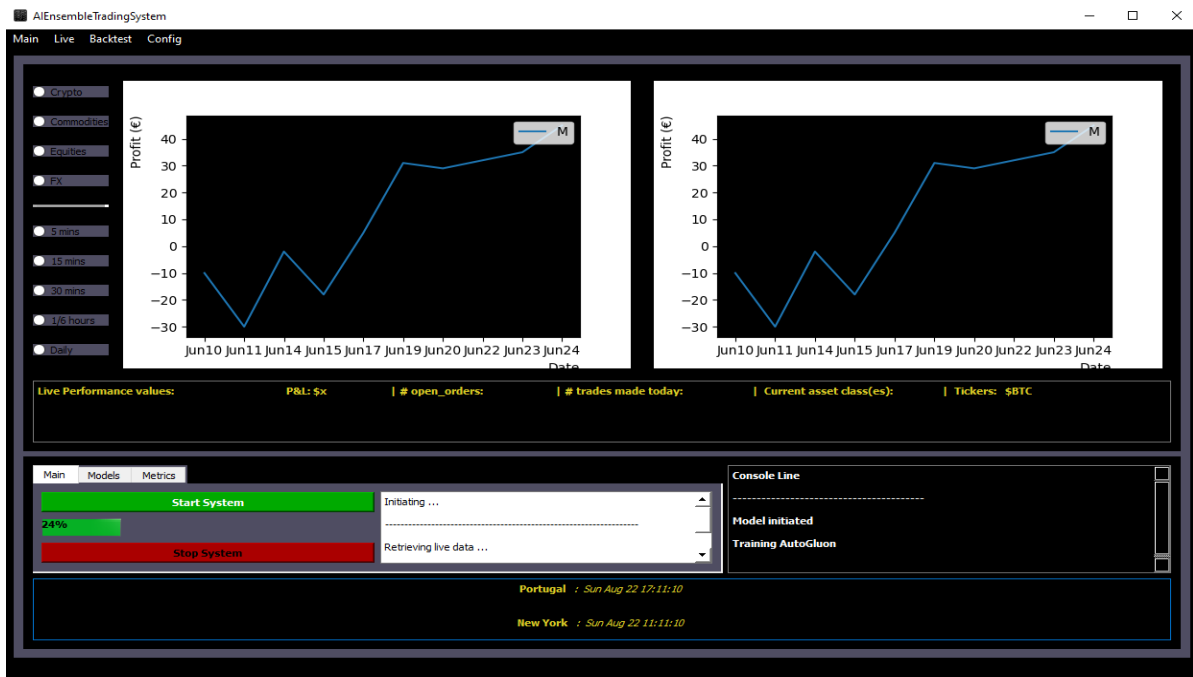 AIEnsembleTradingSystem
Main Live Backtest Config
Crypto
Commodities
Equities
FX
5 mins
15 mins
30 mins
1/6 hours
Daily
Profit (€)
40
30
20
10
0
−10
−20
−30
M
Jun10 Jun11 Jun14 Jun15 Jun17 Jun19 Jun20 Jun22 Jun23 Jun24
Date
Profit (€)
40
30
20
10
0
−10
−20
−30
M
Jun10 Jun11 Jun14 Jun15 Jun17 Jun19 Jun20 Jun22 Jun23 Jun24
Date
Live Performance values: P&L: $x | # open_orders: | # trades made today: | Current asset class(es): | Tickers: $BTC
Main Models Metrics
Start System
24%
Stop System
Initiating ...
----------------------------------------------------------------
Retrieving live data ...
Console Line
----------------------------------------
Model initiated
Training AutoGluon
Portugal : Sun Aug 22 17:11:10
New York : Sun Aug 22 11:11:10